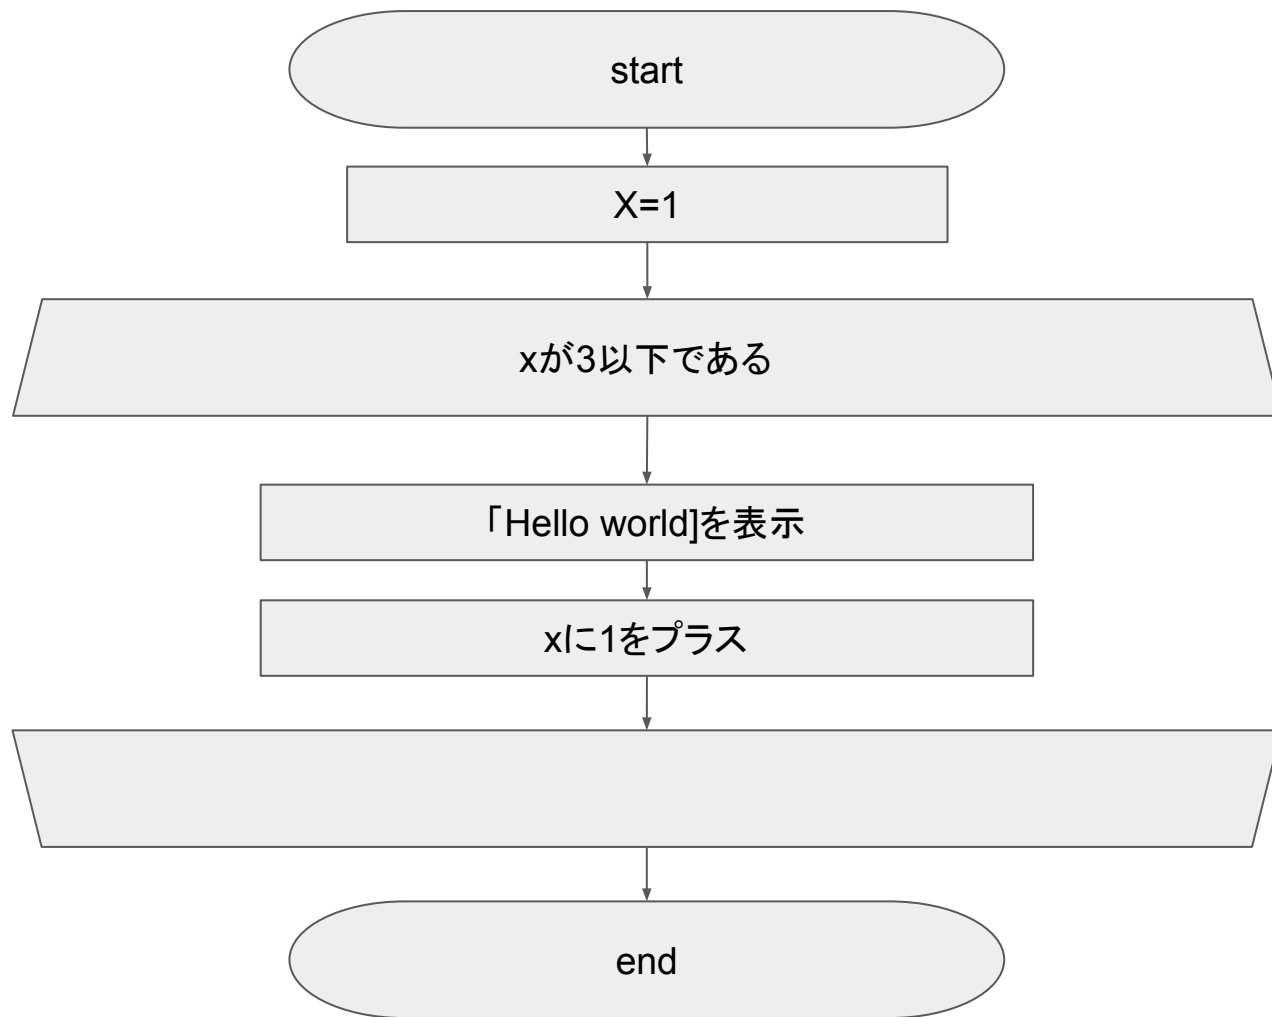 start
X=1
xが3以下である
「Hello world]を表示
xに1をプラス
end